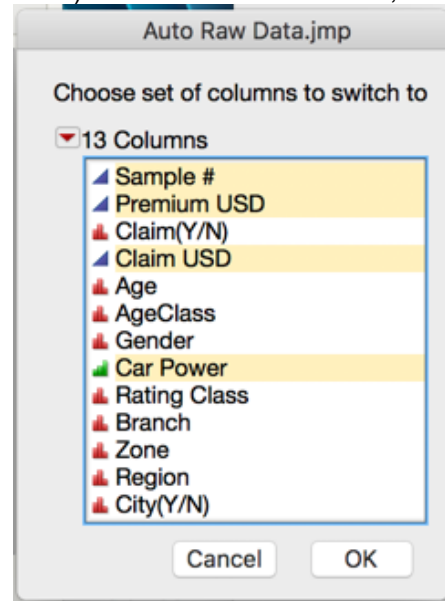 Auto Raw Data.jmp
Choose set of columns to switch to
13 Columns
Sample #
Premium USD
Claim(Y/N)
Claim USD
Age
AgeClass
Gender
Car Power
Rating Class
Branch
Zone
Region
City(Y/N)
Cancel OK